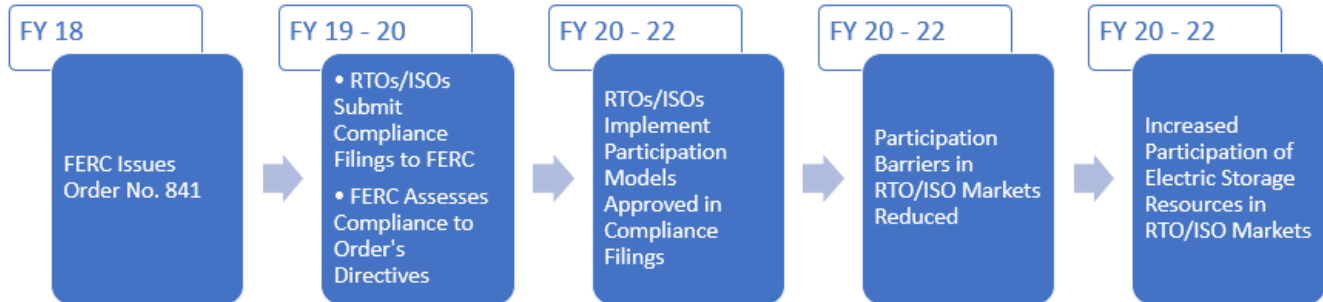 FY 18
FERC Issues
Order No. 841
FY 19 - 20
• RTOs/ISOs
Submit
Compliance
Filings to FERC
• FERC Assesses
Compliance to
Order's
Directives
FY 20 - 22
RTOs/ISOs
Implement
Participation
Models
Approved in
Compliance
Filings
FY 20 - 22
Participation
Barriers in
RTO/ISO Markets
Reduced
FY 20 - 22
Increased
Participation of
Electric Storage
Resources in
RTO/ISO Markets